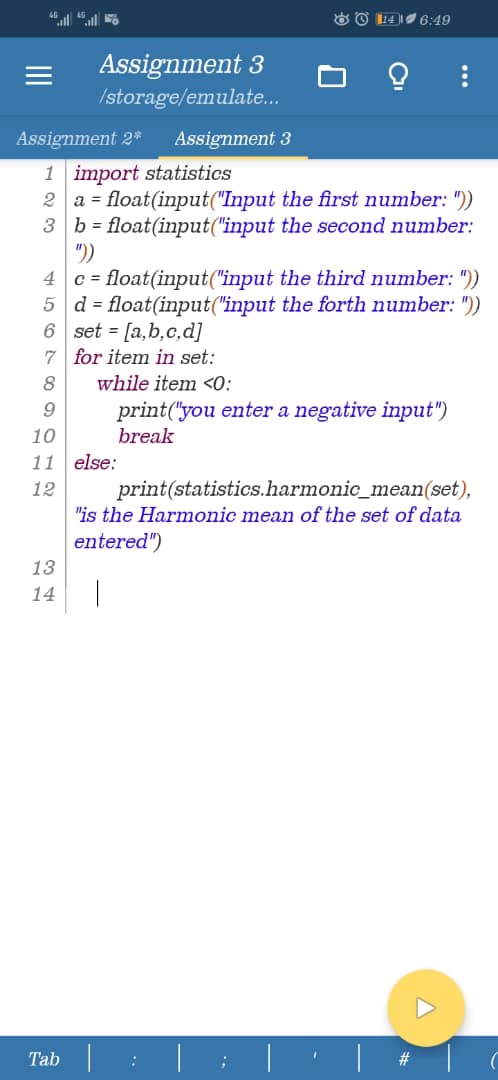 4G 4G 14 6:49
Assignment 3
/storage/emulate...
Assignment 2* Assignment 3
1 import statistics
2 a = float(input("Input the first number: "))
3 b = float(input("input the second number:
"))
4 c = float(input("input the third number: "))
5 d = float(input("input the forth number: "))
6 set = [a,b,c,d]
7 for item in set:
8 while item <0:
9 print("you enter a negative input")
10 break
11 else:
12 print(statistics.harmonic_mean(set),
"is the Harmonic mean of the set of data
entered")
13
14
Tab : ; ' # (